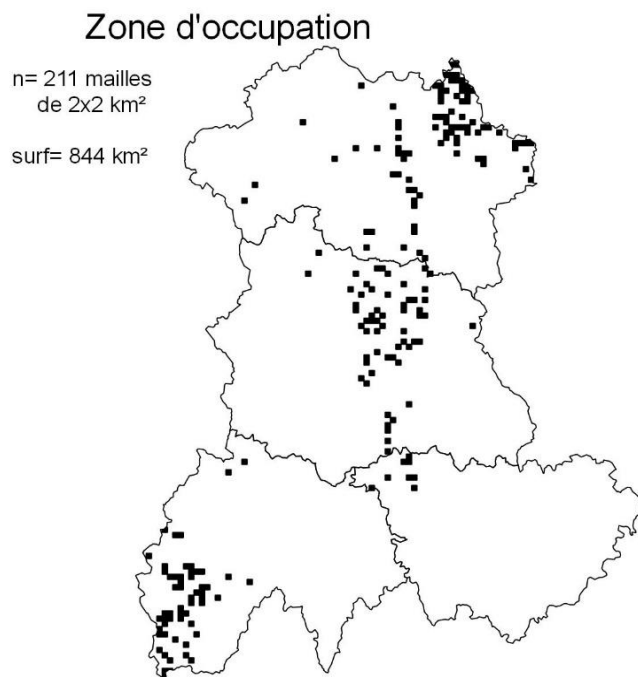 Zone d'occupation
n= 211 mailles
de 2x2 km²
surf= 844 km²